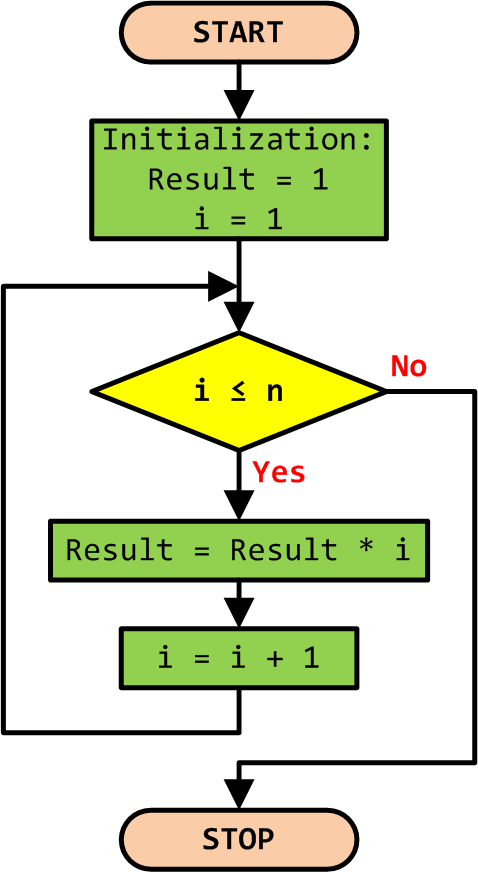 START
Initialization:
Result = 1
i = 1
i ≤ n
No
Yes
Result = Result * i
i = i + 1
STOP